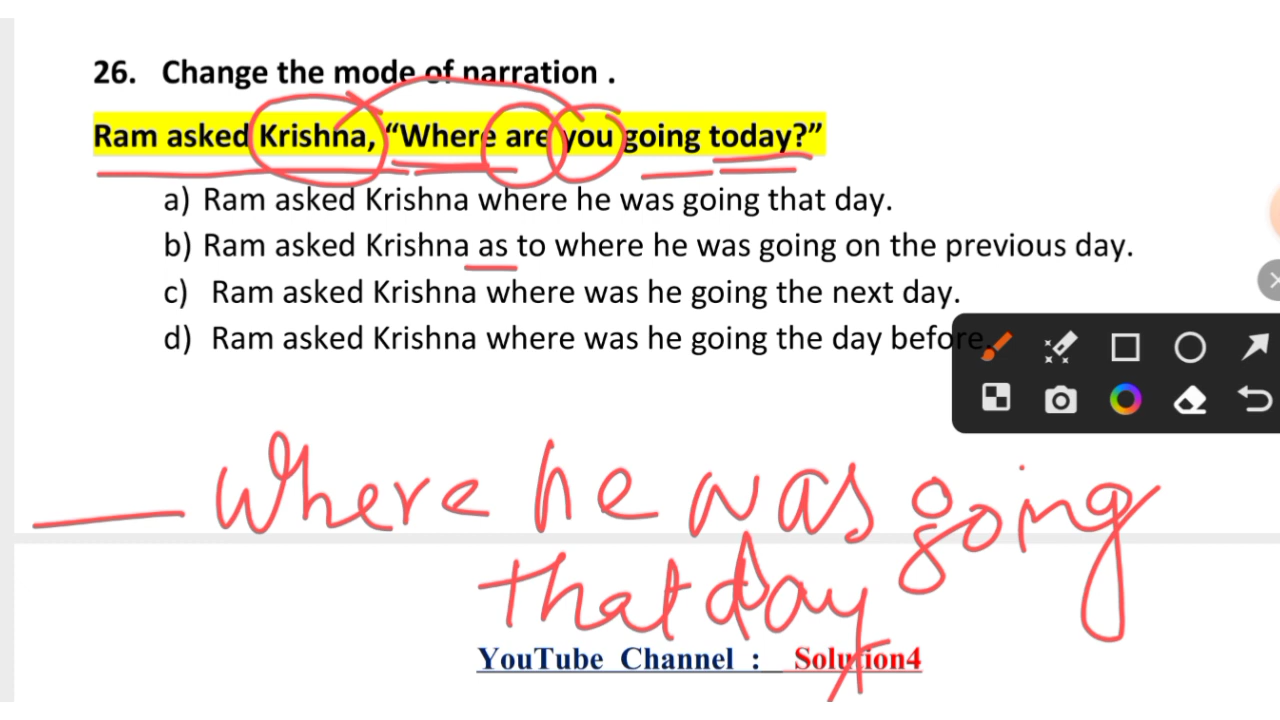 26. Change the mode of narration .
Ram asked Krishna, “Where are you going today?”
a) Ram asked Krishna where he was going that day.
b) Ram asked Krishna as to where he was going on the previous day.
c) Ram asked Krishna where was he going the next day.
d) Ram asked Krishna where was he going the day before.
where he was going
that day
YouTube Channel : Solution4